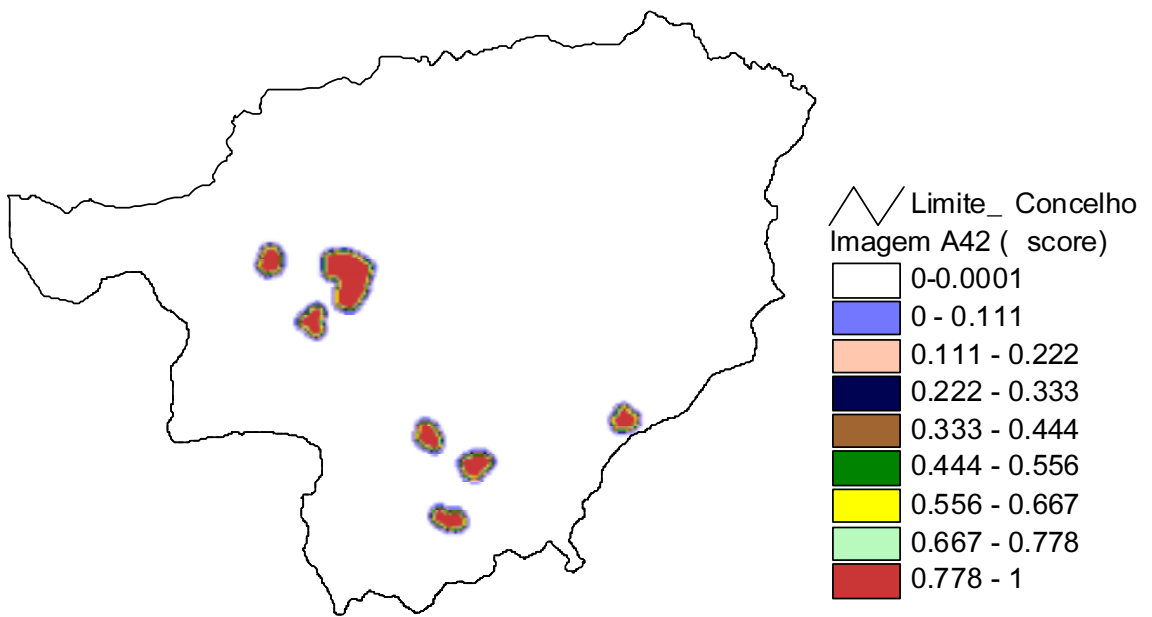 Limite_ Concelho
Imagem A42 ( score)
0-0.0001
0 - 0.111
0.111 - 0.222
0.222 - 0.333
0.333 - 0.444
0.444 - 0.556
0.556 - 0.667
0.667 - 0.778
0.778 - 1